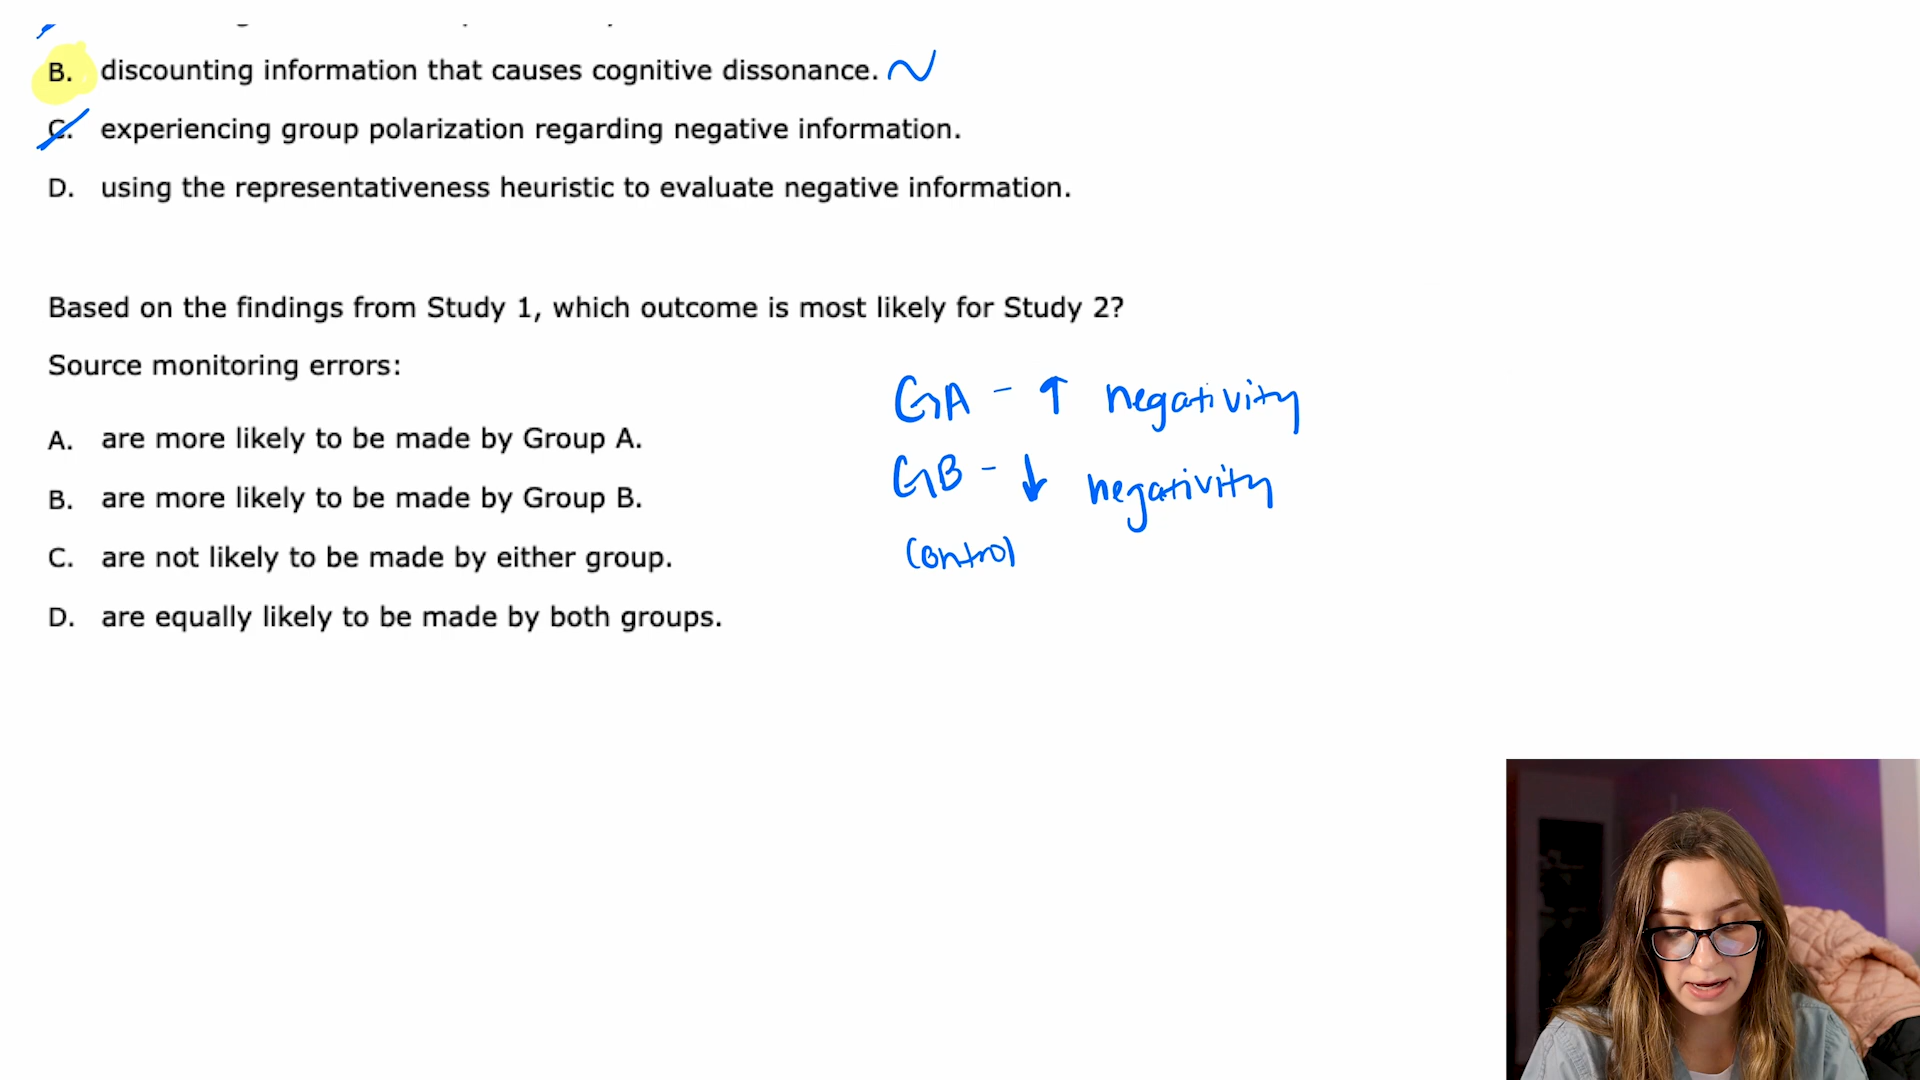 B. discounting information that causes cognitive dissonance.
C. experiencing group polarization regarding negative information.
D. using the representativeness heuristic to evaluate negative information.
Based on the findings from Study 1, which outcome is most likely for Study 2?
Source monitoring errors:
A. are more likely to be made by Group A.
B. are more likely to be made by Group B.
C. are not likely to be made by either group.
D. are equally likely to be made by both groups.
GA - ↑ negativity
GB - ↓ negativity
control